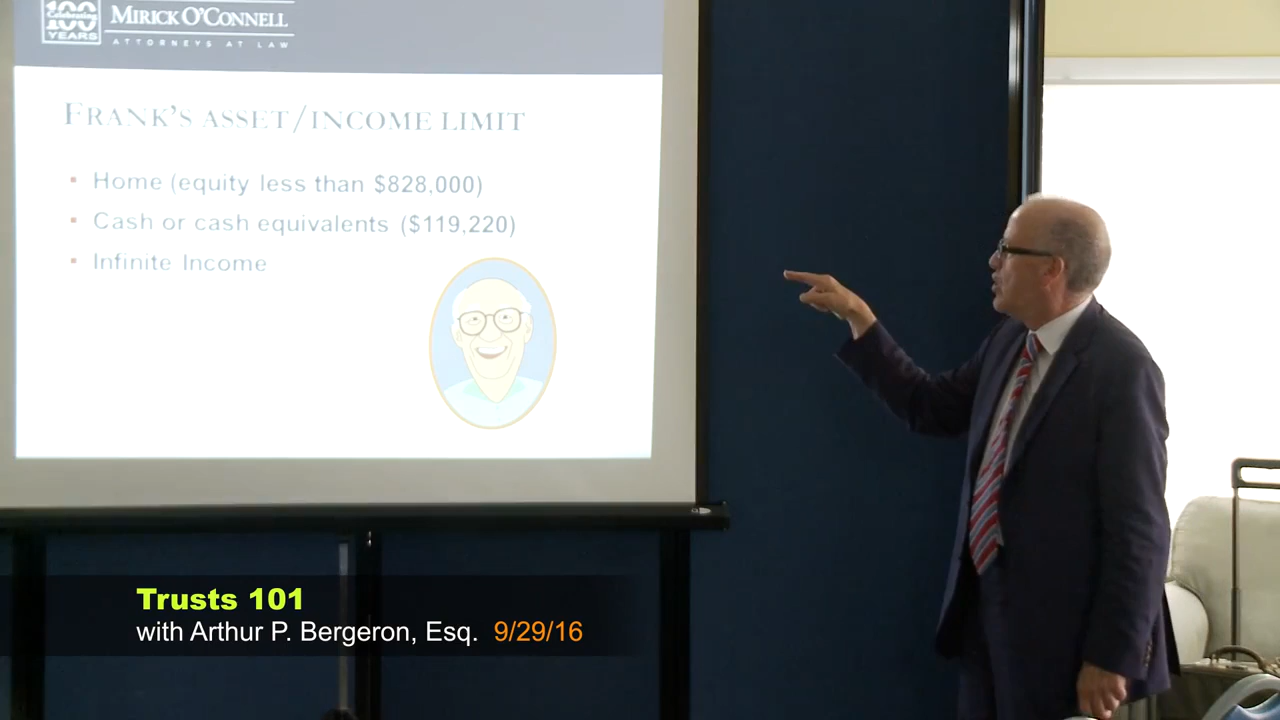 100
Celebrating
YEARS
MIRICK O'CONNELL
ATTORNEYS AT LAW
FRANK'S ASSET/INCOME LIMIT
▪ Home (equity less than $828,000)
▪ Cash or cash equivalents ($119,220)
▪ Infinite Income
Trusts 101
with Arthur P. Bergeron, Esq. 9/29/16